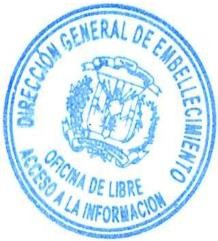 DIRECCIÓN GENERAL DE EMBELLECIMIENTO
OFICINA DE LIBRE
ACCESO A LA INFORMACION